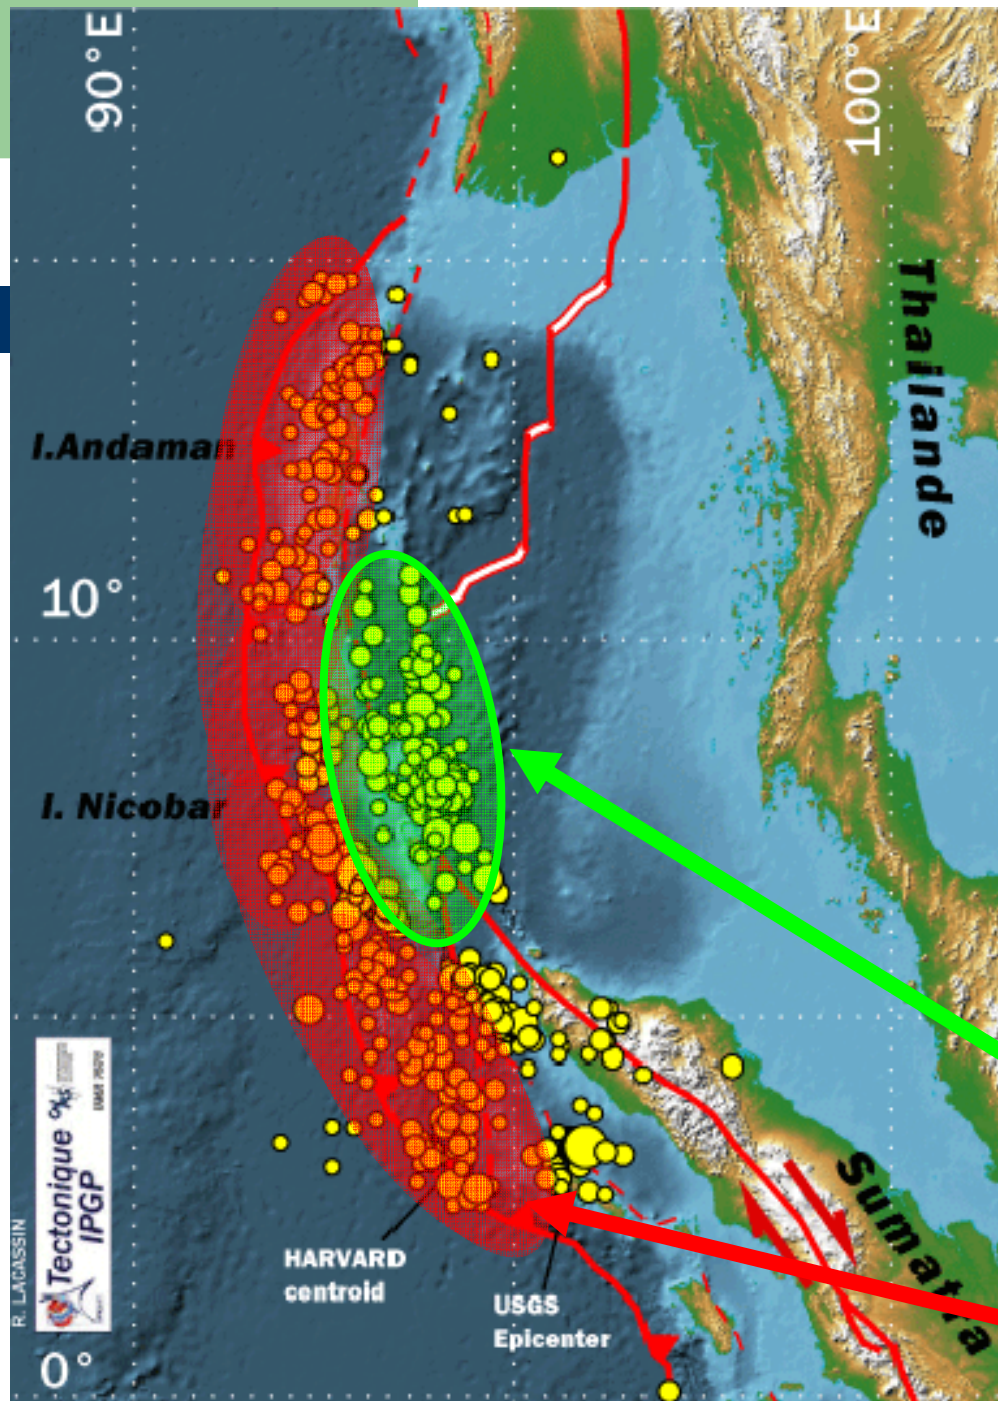 90°E
100°E
Thailande
I.Andaman
10°
I. Nicobar
Sumatra
HARVARD
centroid
USGS
Epicenter
R. LACASSIN
Tectonique
IPGP
0°